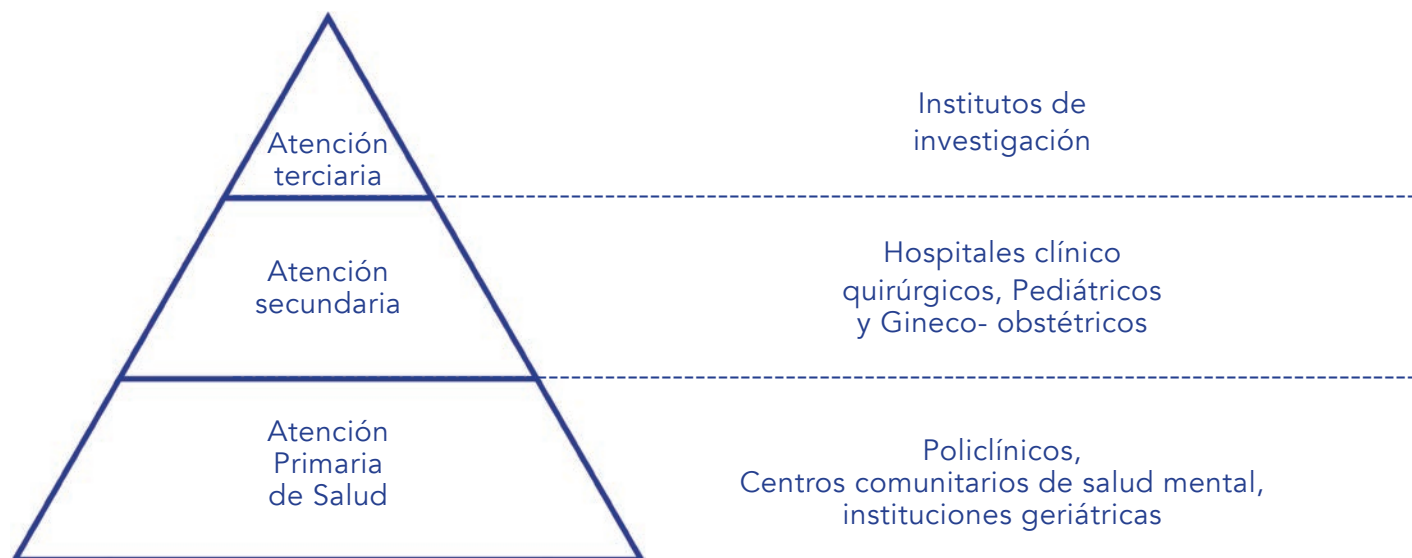 Atención
terciaria
Institutos de
investigación
Atención
secundaria
Hospitales clínico
quirúrgicos, Pediátricos
y Gineco- obstétricos
Atención
Primaria
de Salud
Policlínicos,
Centros comunitarios de salud mental,
instituciones geriátricas